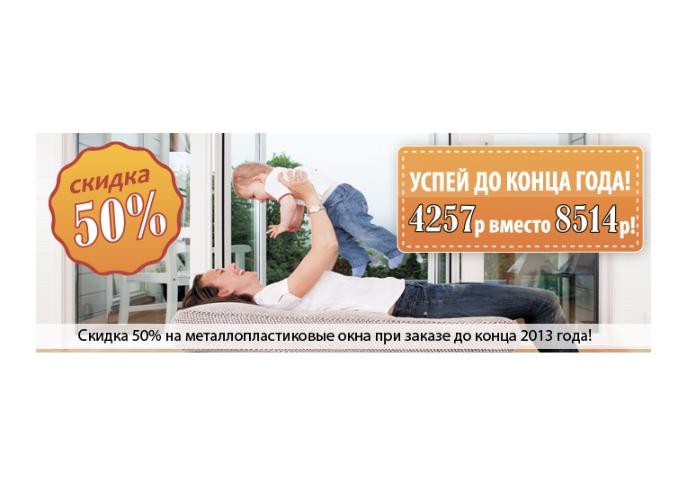 скидка
50%
УСПЕЙ ДО КОНЦА ГОДА!
4257р вместо 8514р!
Скидка 50% на металлопластиковые окна при заказе до конца 2013 года!